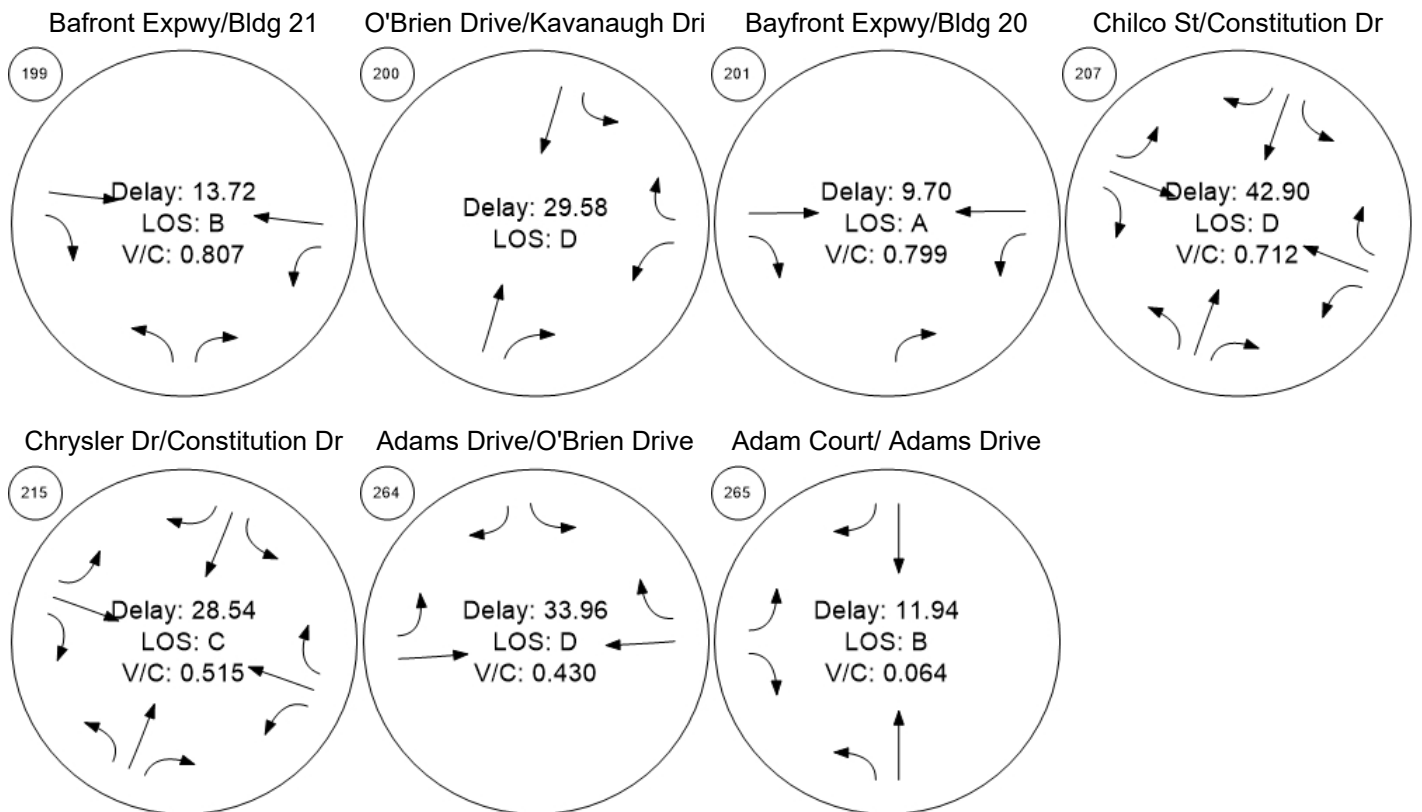 Bafront Expwy/Bldg 21
199
Delay: 13.72
LOS: B
V/C: 0.807
O'Brien Drive/Kavanaugh Dri
200
Delay: 29.58
LOS: D
Bayfront Expwy/Bldg 20
201
Delay: 9.70
LOS: A
V/C: 0.799
Chilco St/Constitution Dr
207
Delay: 42.90
LOS: D
V/C: 0.712
Chrysler Dr/Constitution Dr
215
Delay: 28.54
LOS: C
V/C: 0.515
Adams Drive/O'Brien Drive
264
Delay: 33.96
LOS: D
V/C: 0.430
Adam Court/ Adams Drive
265
Delay: 11.94
LOS: B
V/C: 0.064